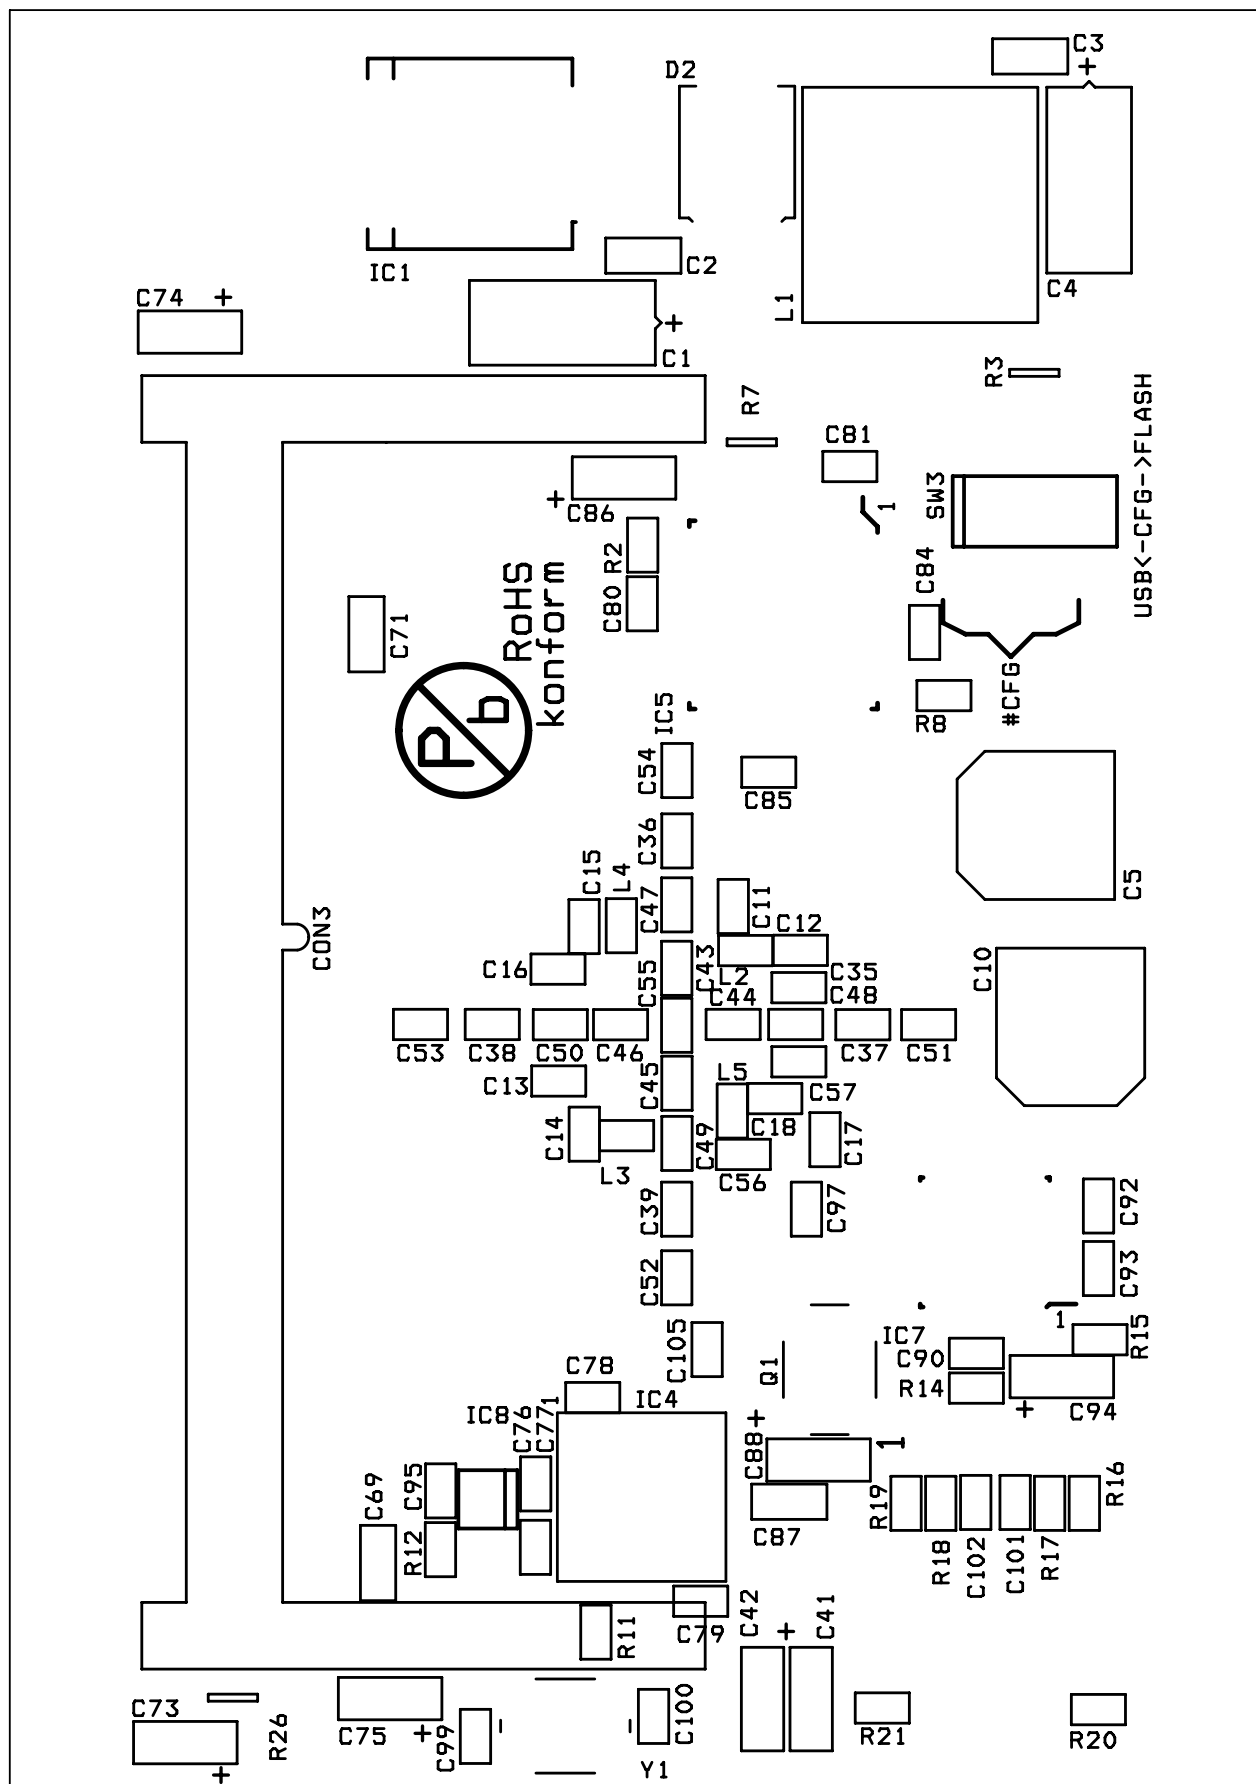 C3
+
D2
IC1
C2
C4
L1
C74
+
+
C1
R3
R7
C81
USB<-CFG->FLASH
SW3
+
C86
1
R2
C84
C80
RoHS
konform
C71
P
b
#CFG
R8
IC5
C54
C85
C36
C15
L4
C47
C11
C5
C12
CON3
C16
C55
C43
L2
C35
C10
C44
C48
C53
C38
C50
C46
C37
C51
C13
C45
L5
C57
C14
C49
C18
C17
L3
C56
C39
C97
C92
C52
C93
1
C105
IC7
R15
C90
Q1
C78
R14
IC4
+
C94
IC8
C76
C77
1
+
C88
1
C69
C95
R19
R16
R12
C87
R18
C102
C101
R17
C42
+
C41
C79
R11
C73
R26
C75
+
C99
C100
R21
R20
+
Y1